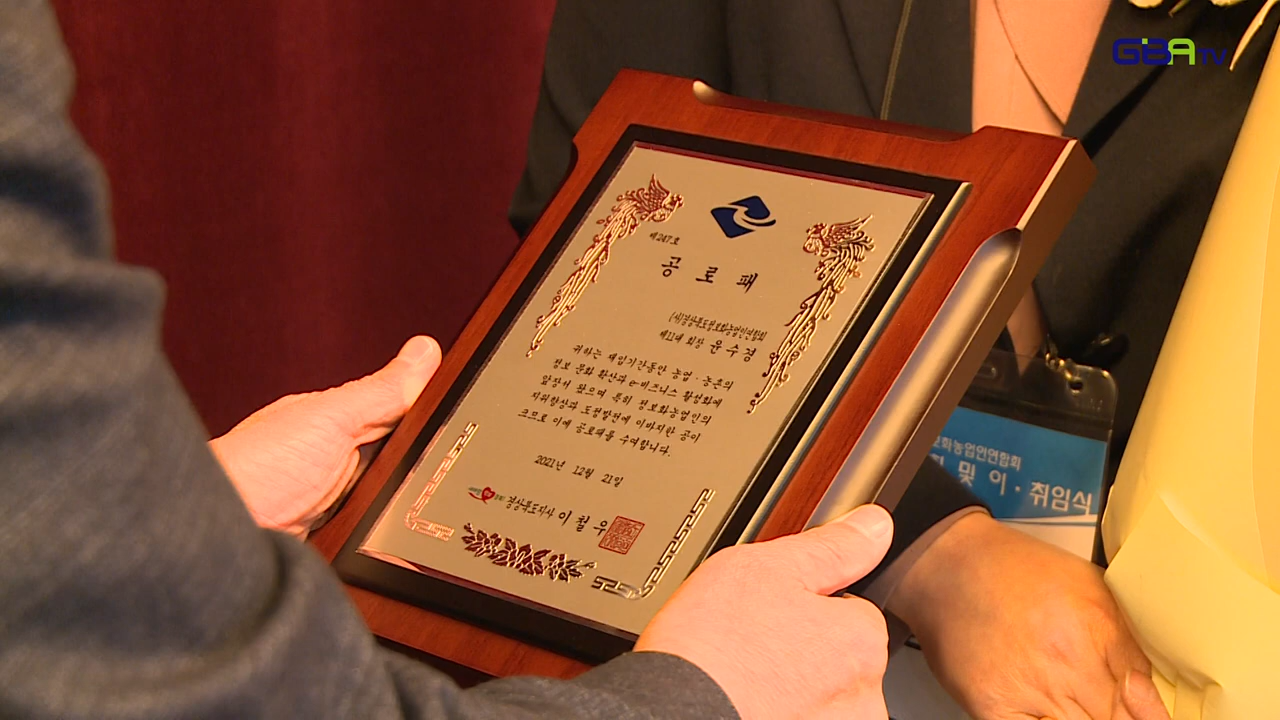 GBATV
제247호
공로패
(사)경상북도정보화농업인연합회
제11대 회장 윤수경
귀하는 재임기간동안 농업·농촌의
정보 문화 확산과 e-비즈니스 활성화에
앞장서 왔으며 특히 정보화농업인의
지위향상과 도정발전에 이바지한 공이
크므로 이에 공로패를 수여합니다.
2021년 12월 21일
경상북도지사 이철우
화농업인연합회
및 이·취임식